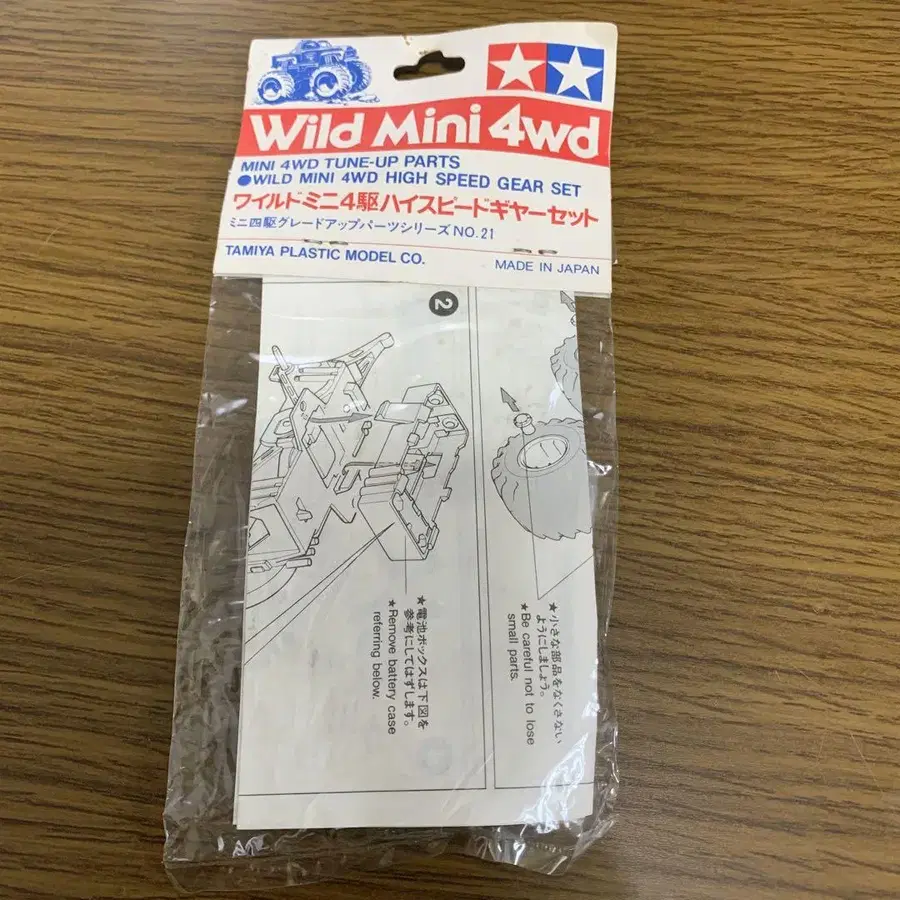 Wild Mini 4wd
MINI 4WD TUNE-UP PARTS
●WILD MINI 4WD HIGH SPEED GEAR SET
ワイルドミニ4駆ハイスピードギヤーセット
ミニ四駆グレードアップパーツシリーズNO.21
TAMIYA PLASTIC MODEL CO.
MADE IN JAPAN
2
★小さな部品をなくさない
ようにしましょう。
★Be careful not to lose
small parts.
★電池ボックスは下図を
参考にしてはずします。
★Remove battery case
referring below.